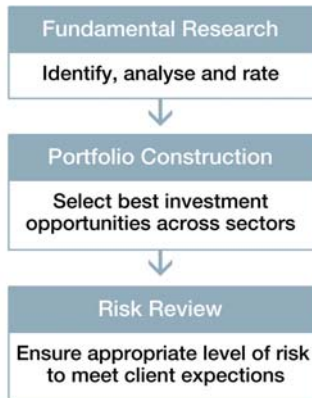 Fundamental Research
Identify, analyse and rate
Portfolio Construction
Select best investment
opportunities across sectors
Risk Review
Ensure appropriate level of risk
to meet client expections